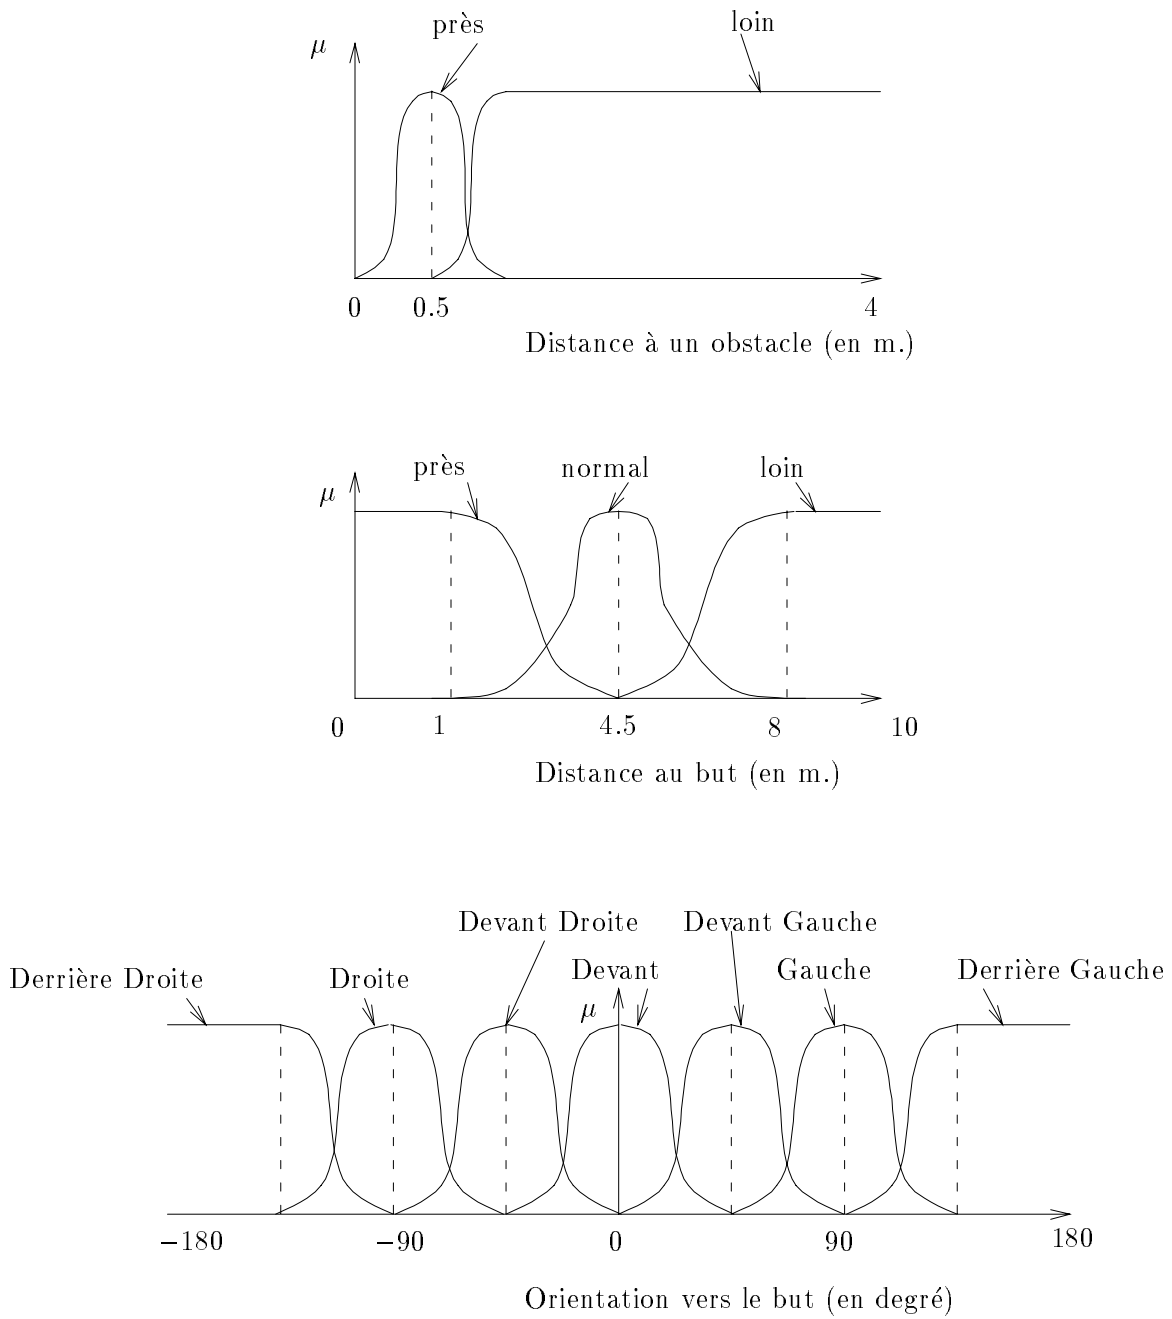 près loin
μ
0 0.5 4
Distance à un obstacle (en m.)
près normal loin
μ
0 1 4.5 8 10
Distance au but (en m.)
Devant Droite Devant Gauche
Derrière Droite Droite Devant Gauche Derrière Gauche
μ
−180 −90 0 90 180
Orientation vers le but (en degré)